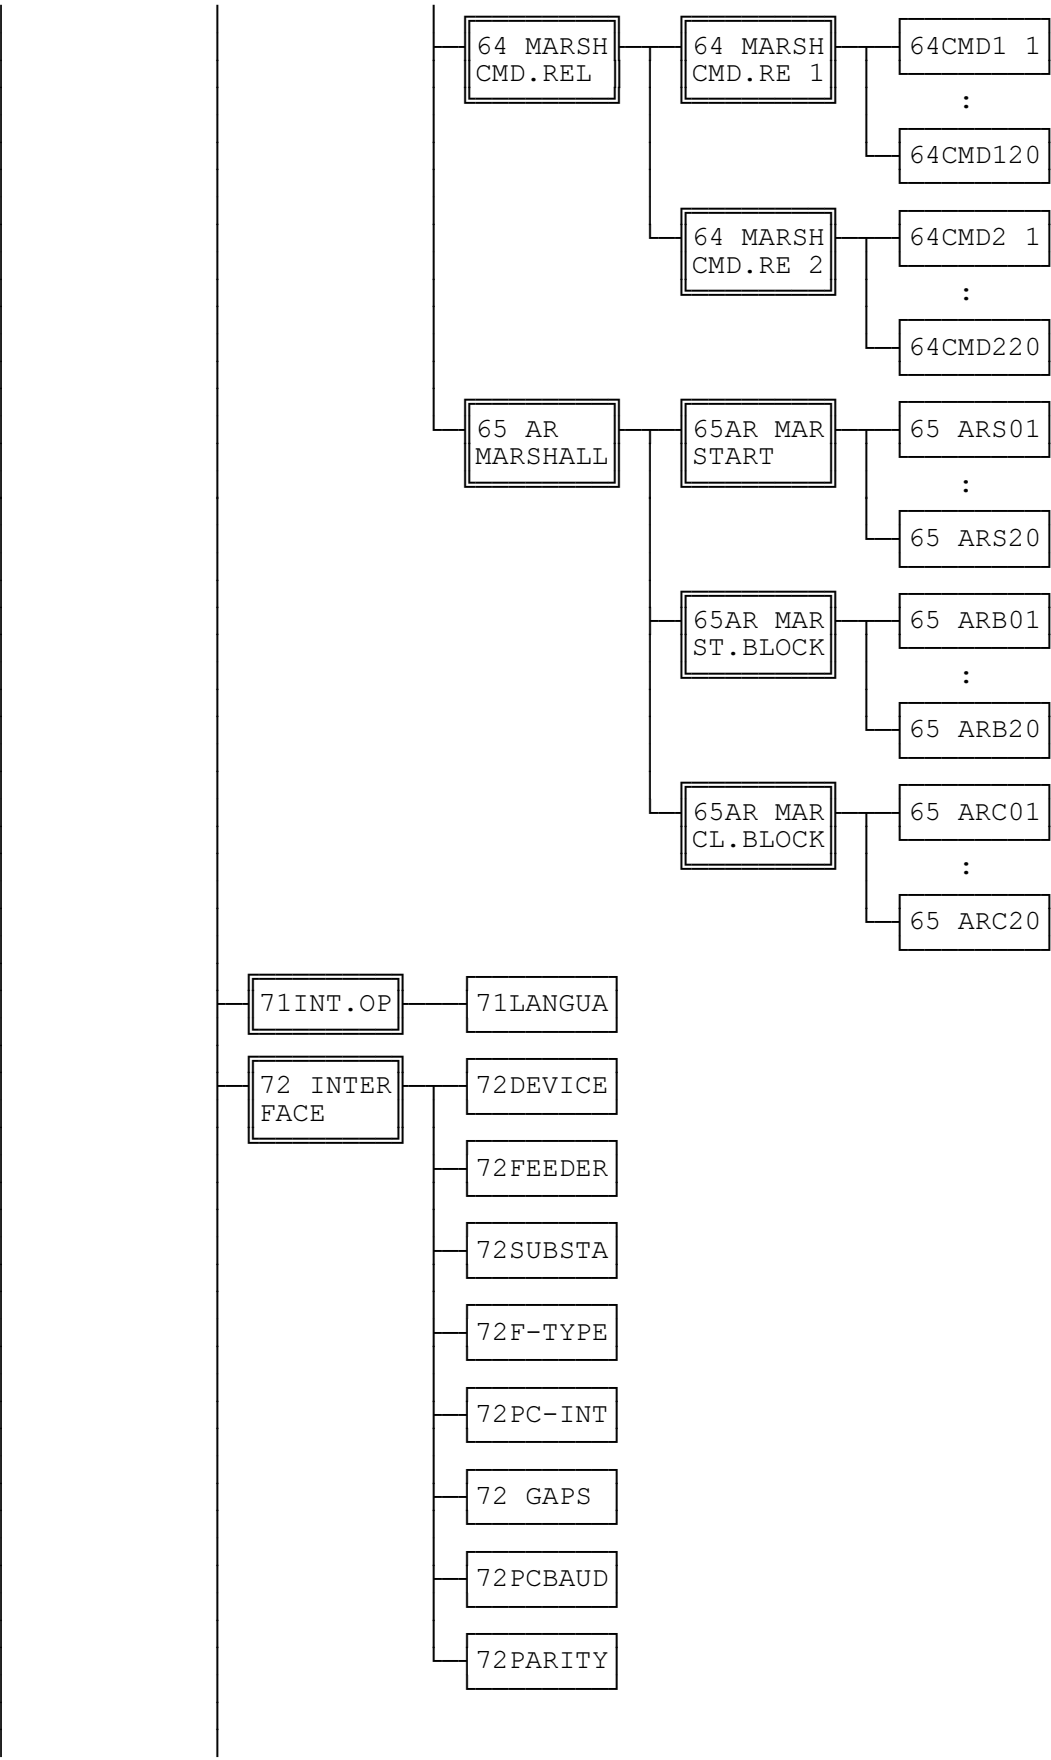 64 MARSH
CMD.REL
64 MARSH
CMD.RE 1
64CMD1 1
:
64CMD120
64 MARSH
CMD.RE 2
64CMD2 1
:
64CMD220
65 AR
MARSHALL
65AR MAR
START
65 ARS01
:
65 ARS20
65AR MAR
ST.BLOCK
65 ARB01
:
65 ARB20
65AR MAR
CL.BLOCK
65 ARC01
:
65 ARC20
71INT.OP
71LANGUA
72 INTER
FACE
72DEVICE
72FEEDER
72SUBSTA
72F-TYPE
72PC-INT
72 GAPS
72PCBAUD
72PARITY